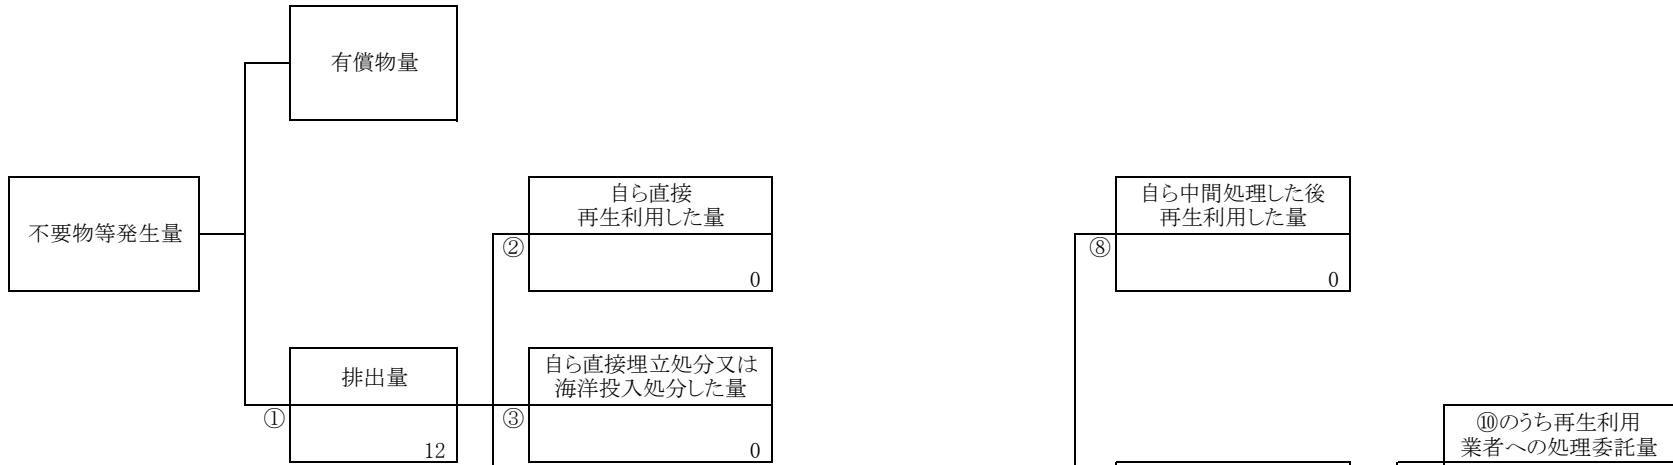 有償物量
不要物等発生量
自ら直接
再生利用した量
②
0
自ら中間処理した後
再生利用した量
⑧
0
排出量
①
12
自ら直接埋立処分又は
海洋投入処分した量
③
0
⑩のうち再生利用
業者への処理委託量